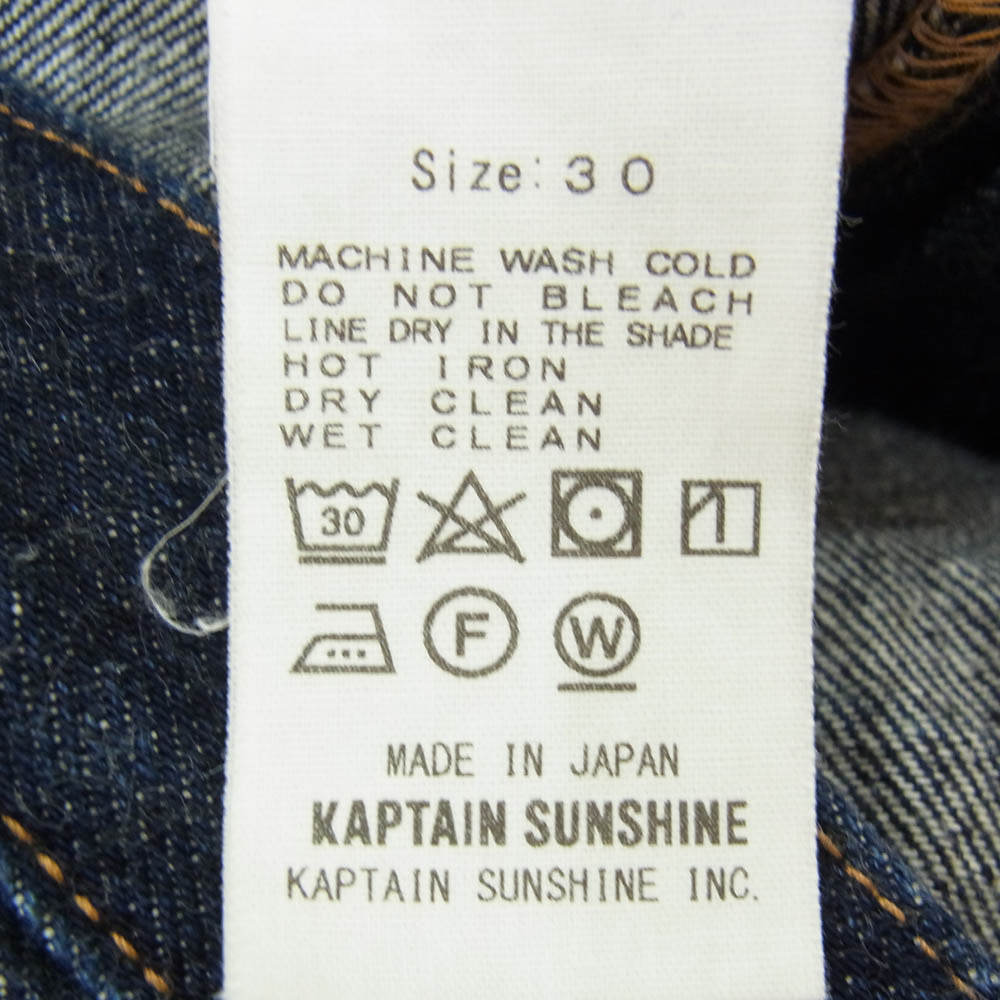 Size: 30
MACHINE WASH COLD
DO NOT BLEACH
LINE DRY IN THE SHADE
HOT IRON
DRY CLEAN
WET CLEAN
30
F W
MADE IN JAPAN
KAPTAIN SUNSHINE
KAPTAIN SUNSHINE INC.